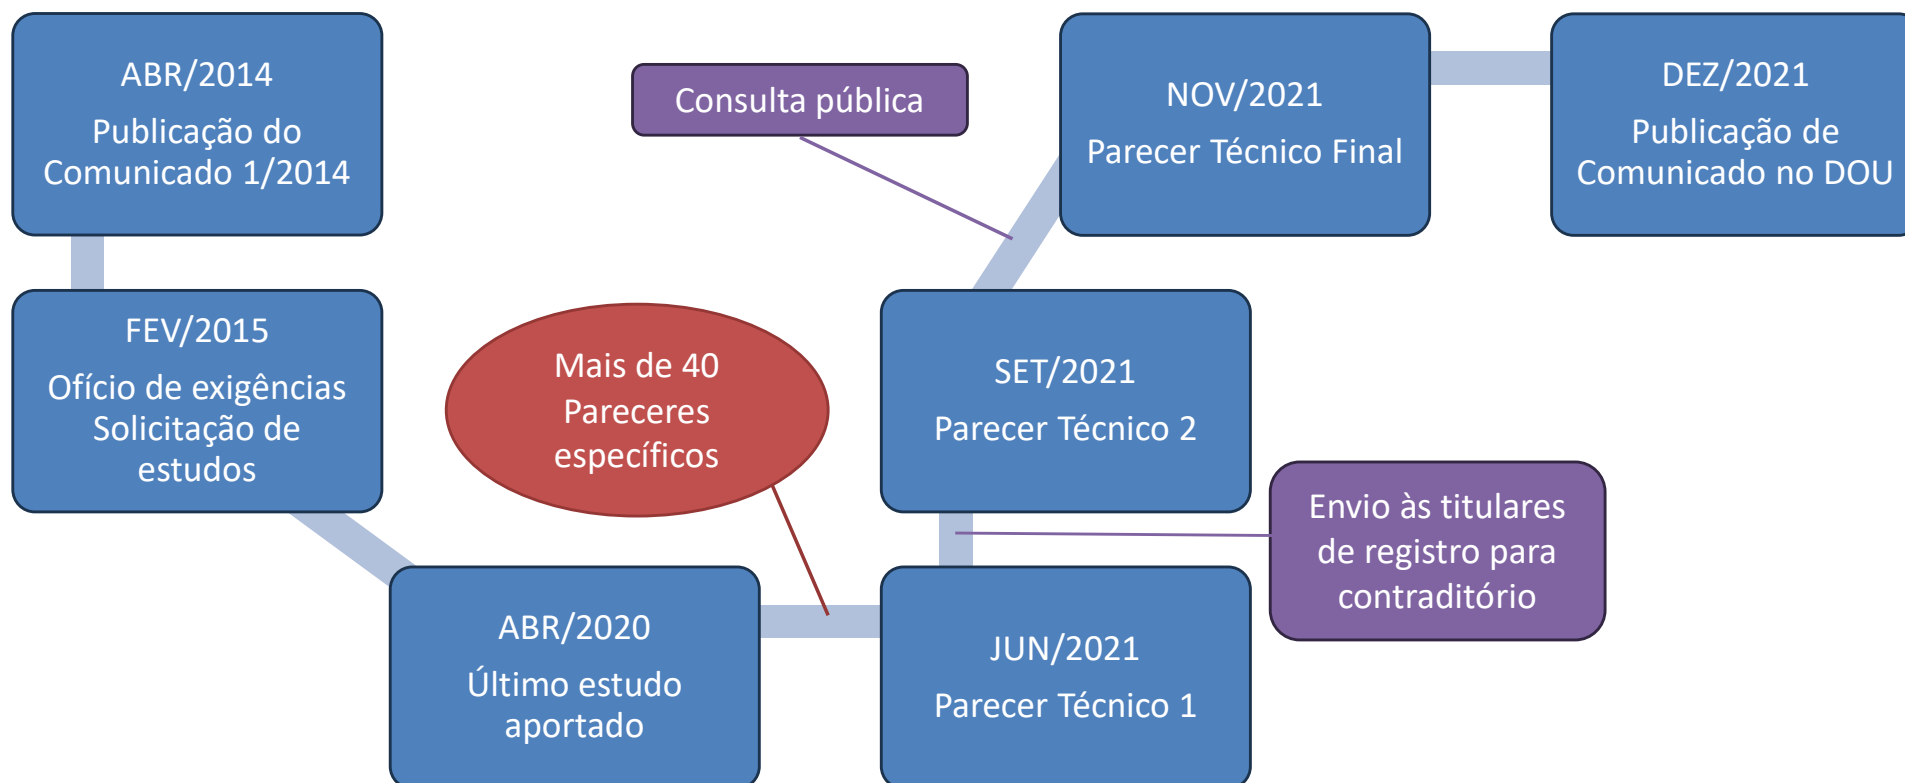 ABR/2014
Publicação do
Comunicado 1/2014
FEV/2015
Ofício de exigências
Solicitação de
estudos
ABR/2020
Último estudo
aportado
Mais de 40
Pareceres
específicos
JUN/2021
Parecer Técnico 1
Envio às titulares
de registro para
contraditório
SET/2021
Parecer Técnico 2
Consulta pública
NOV/2021
Parecer Técnico Final
DEZ/2021
Publicação de
Comunicado no DOU